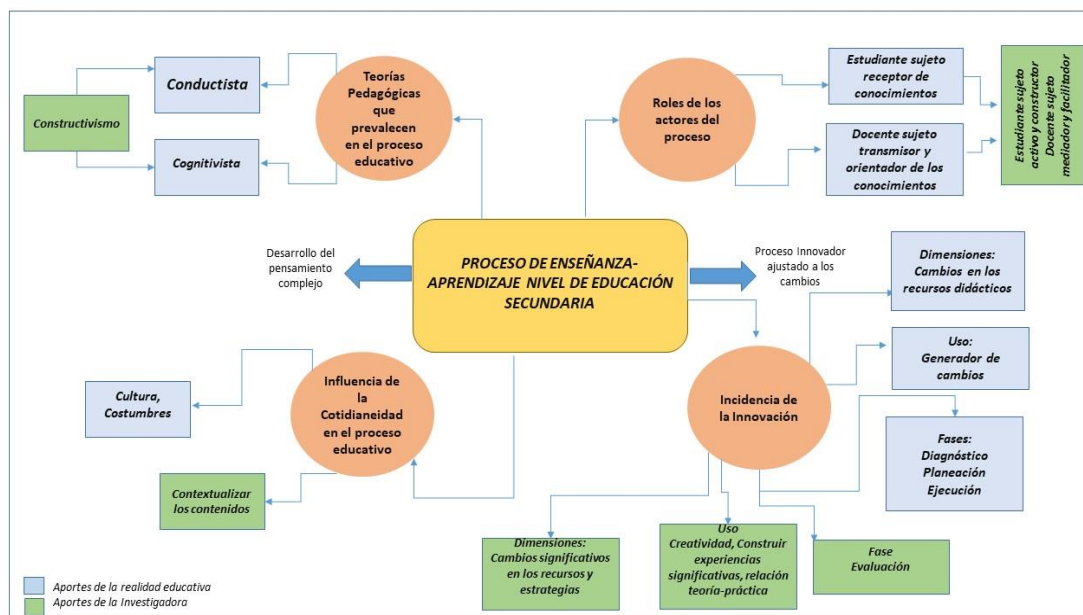 Teorías
Pedagógicas
que
prevalecen
en el proceso
educativo
Conductista
Cognitivista
Constructivismo
Roles de los
actores del
proceso
Estudiante sujeto
receptor de
conocimientos
Docente sujeto
transmisor y
orientador de los
conocimientos
Estudiante sujeto
activo y constructor
Docente sujeto
mediador y facilitador
Desarrollo del
pensamiento
complejo
PROCESO DE ENSEÑANZA-
APRENDIZAJE NIVEL DE EDUCACIÓN
SECUNDARIA
Proceso Innovador
ajustado a los
cambios
Dimensiones:
Cambios en los
recursos didácticos
Uso:
Generador de
cambios
Fases:
Diagnóstico
Planeación
Ejecución
Influencia de
la
Cotidianeidad
en el proceso
educativo
Cultura,
Costumbres
Contextualizar
los contenidos
Incidencia de
la Innovación
Dimensiones:
Cambios significativos
en los recursos y
estrategias
Uso
Creatividad, Construir
experiencias
significativas, relación
teoría-práctica
Fase
Evaluación
Aportes de la realidad educativa
Aportes de la Investigadora